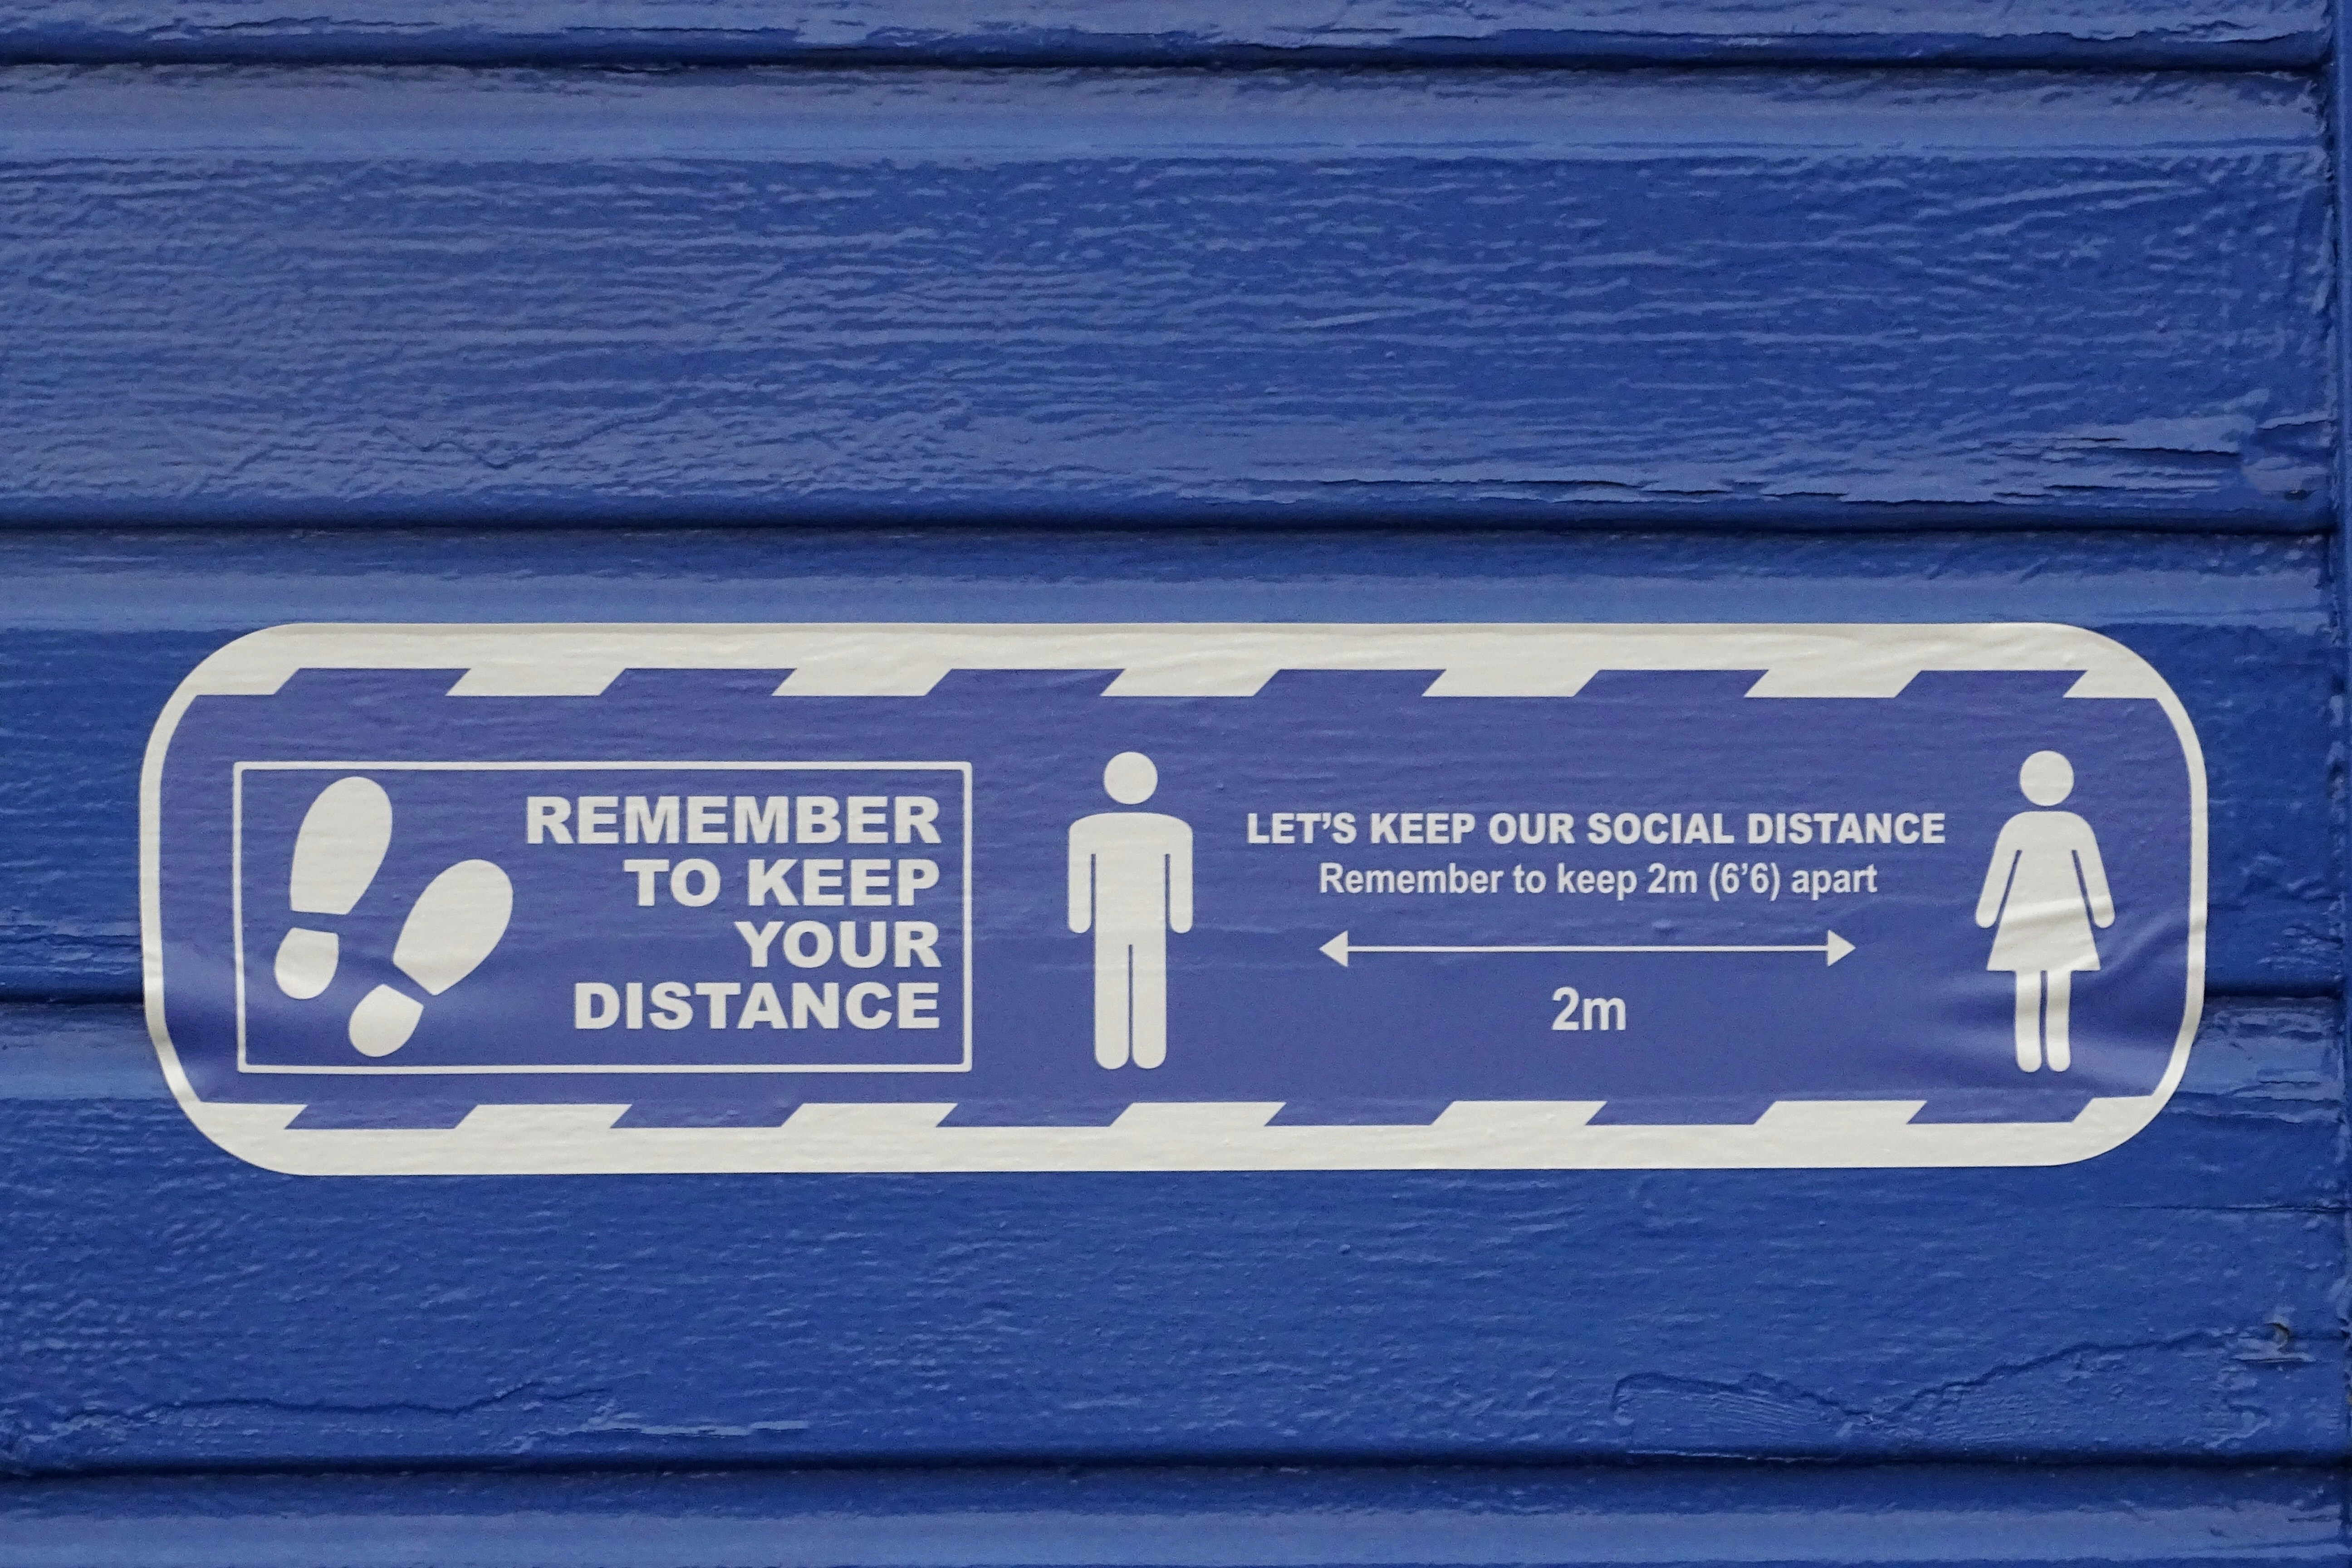 REMEMBER
TO KEEP
YOUR
DISTANCE
LET'S KEEP OUR SOCIAL DISTANCE
Remember to keep 2m (6'6) apart
2m